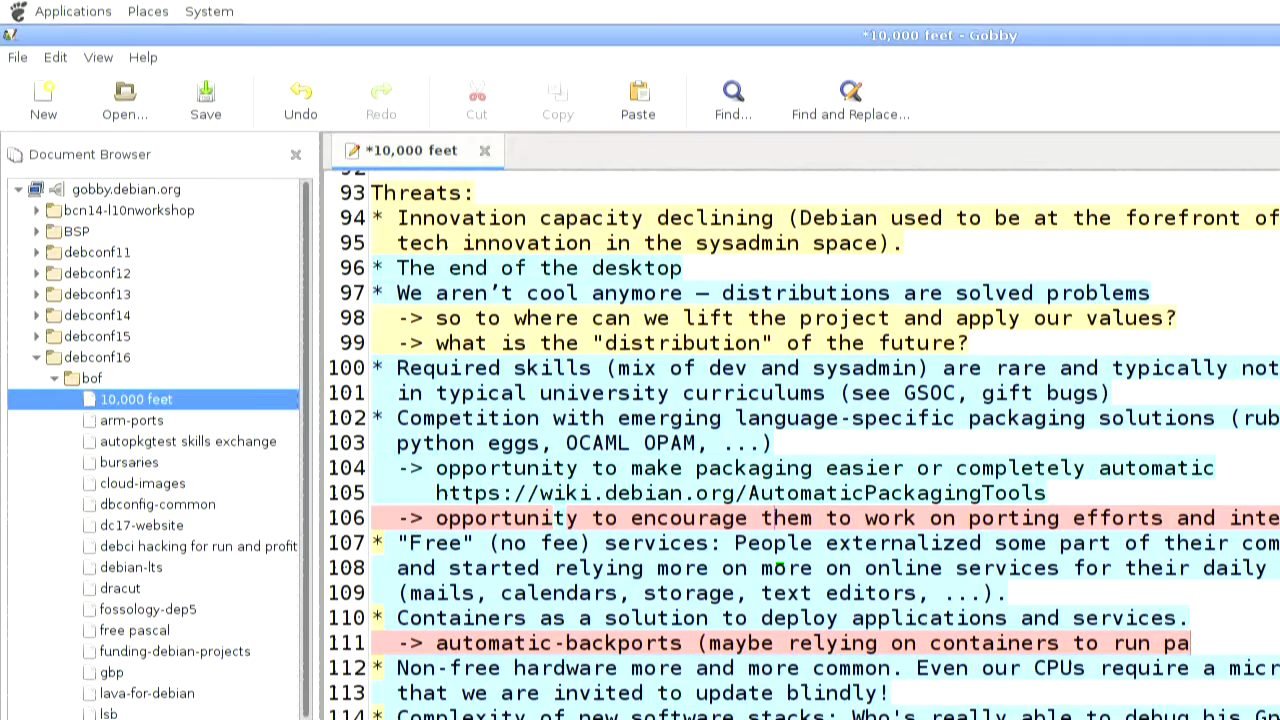 Applications Places System
*10,000 feet - Gobby
File Edit View Help
New Open... Save Undo Redo Cut Copy Paste Find... Find and Replace...
Document Browser
*10,000 feet
gobby.debian.org
bcn14-l10nworkshop
BSP
debconf11
debconf12
debconf13
debconf14
debconf15
debconf16
bof
10,000 feet
arm-ports
autopkgtest skills exchange
bursaries
cloud-images
dbconfig-common
dc17-website
debci hacking for run and profit
debian-lts
dracut
fossology-dep5
free pascal
funding-debian-projects
gbp
lava-for-debian
lsb
93 Threats:
94 * Innovation capacity declining (Debian used to be at the forefront of
95 tech innovation in the sysadmin space).
96 * The end of the desktop
97 * We aren’t cool anymore — distributions are solved problems
98 -> so to where can we lift the project and apply our values?
99 -> what is the "distribution" of the future?
100 * Required skills (mix of dev and sysadmin) are rare and typically not
101 in typical university curriculums (see GSOC, gift bugs)
102 * Competition with emerging language-specific packaging solutions (rub
103 python eggs, OCAML OPAM, ...)
104 -> opportunity to make packaging easier or completely automatic
105 https://wiki.debian.org/AutomaticPackagingTools
106 -> opportunity to encourage them to work on porting efforts and inte
107 * "Free" (no fee) services: People externalized some part of their com
108 and started relying more on more on online services for their daily
109 (mails, calendars, storage, text editors, ...).
110 * Containers as a solution to deploy applications and services.
111 -> automatic-backports (maybe relying on containers to run pa
112 * Non-free hardware more and more common. Even our CPUs require a micr
113 that we are invited to update blindly!
114 * Complexity of new software stacks: Who's really able to debug his Gn